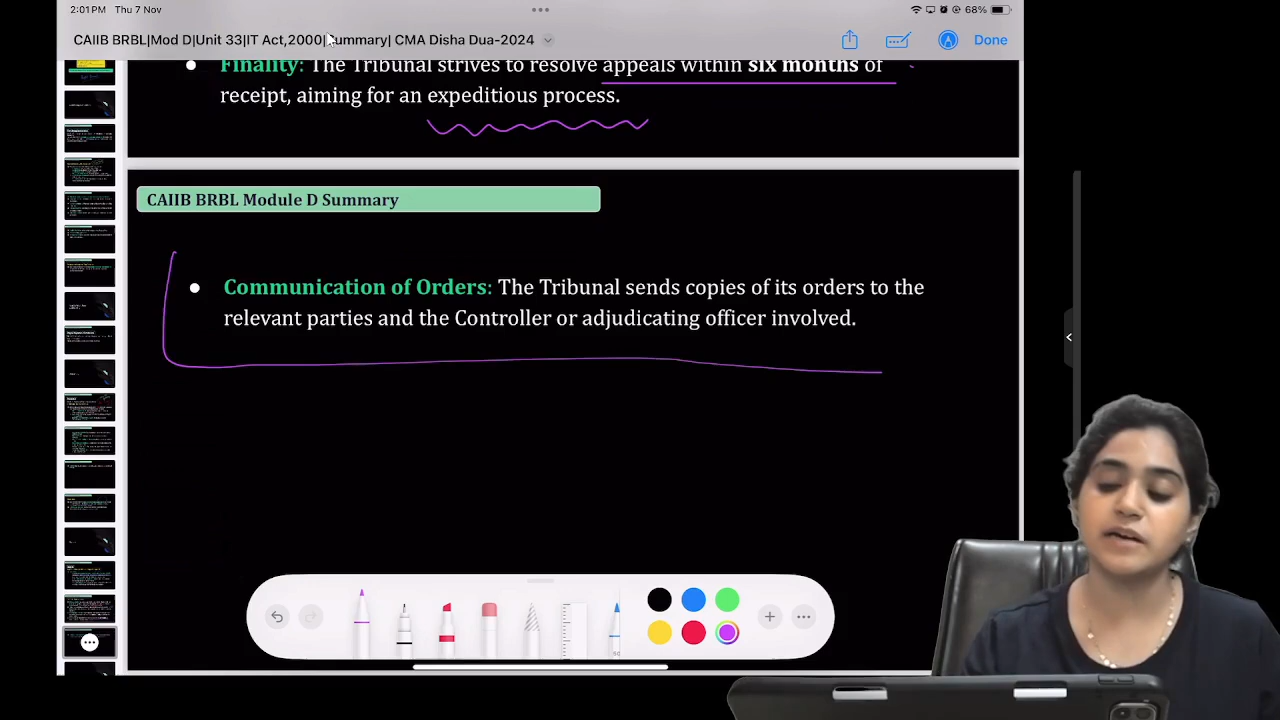 2:01 PM Thu 7 Nov
68%
CAIIB BRBL|Mod D|Unit 33|IT Act,2000|Summary| CMA Disha Dua-2024
Done
Finality: The Tribunal strives to resolve appeals within six months of
receipt, aiming for an expeditious process.
CAIIB BRBL Module D Summary
Communication of Orders: The Tribunal sends copies of its orders to the
relevant parties and the Controller or adjudicating officer involved.